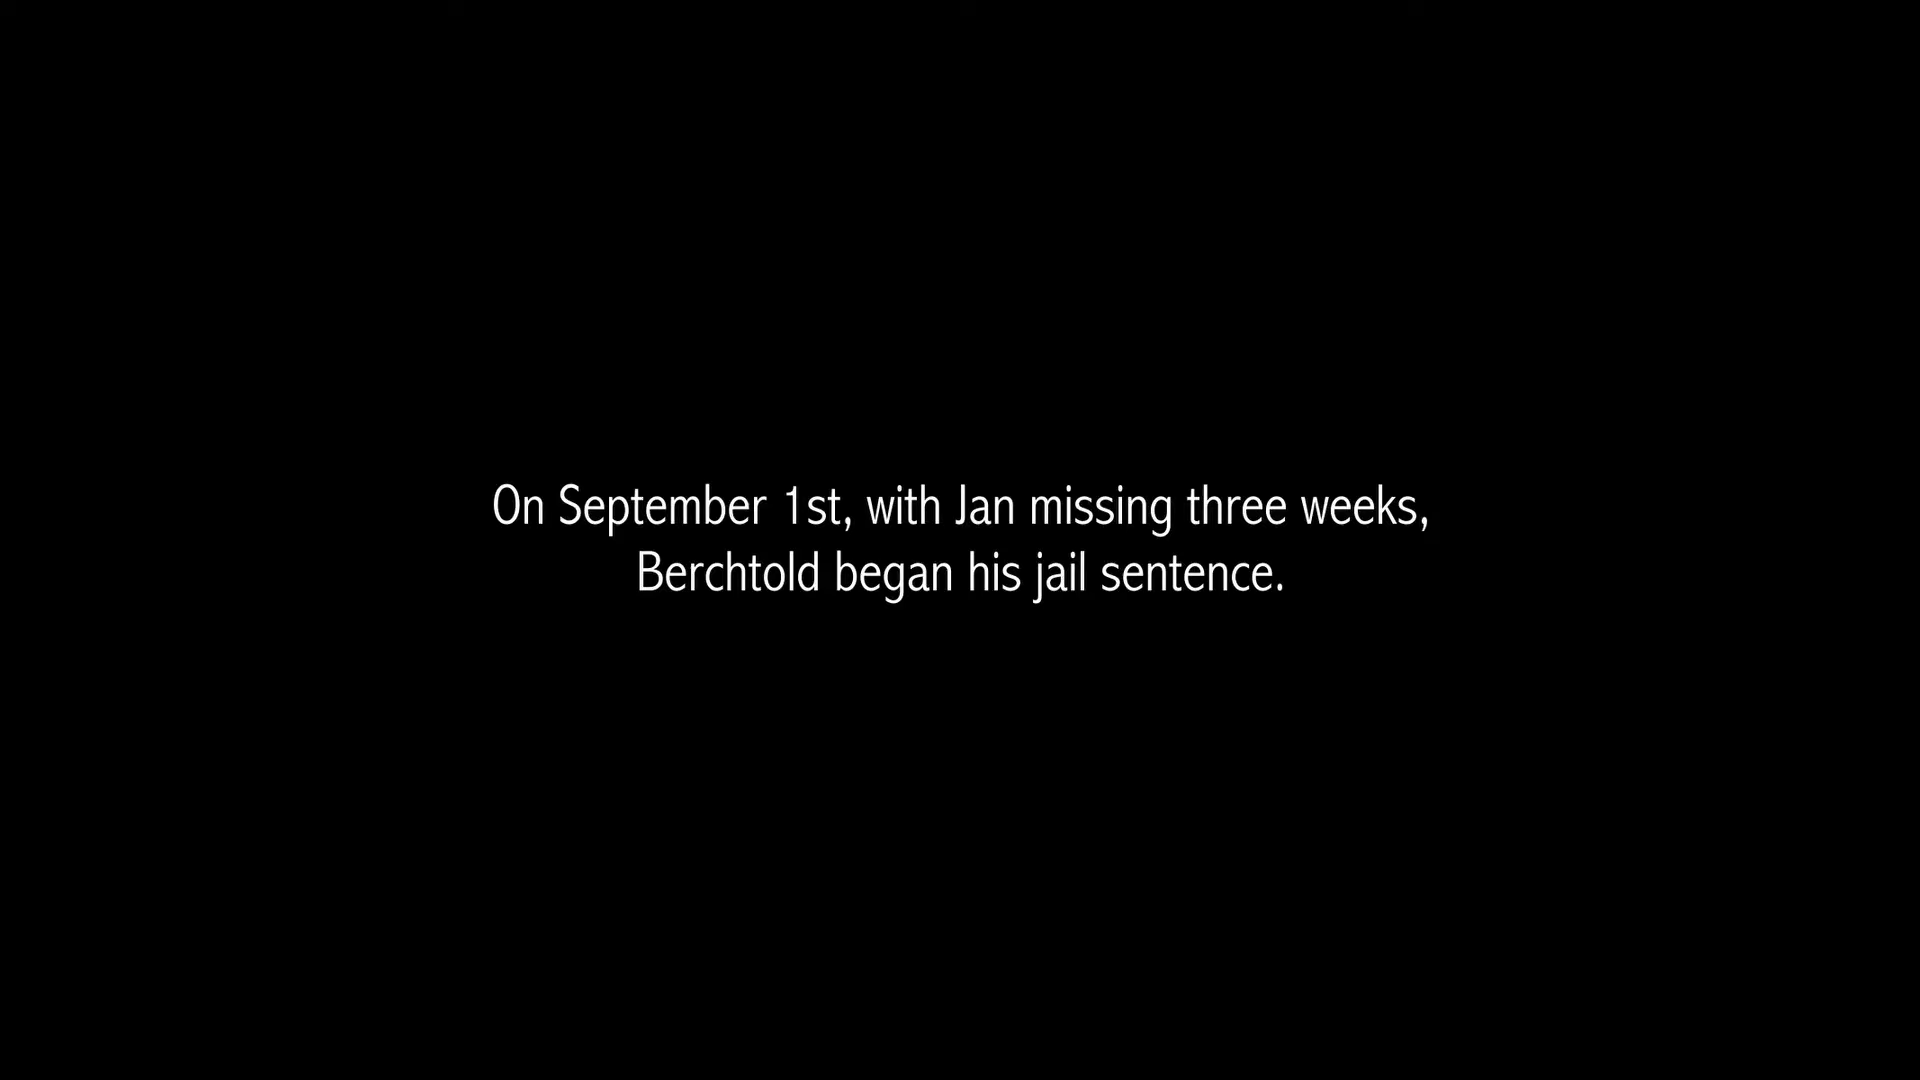 On September 1st, with Jan missing three weeks,
Berchtold began his jail sentence.